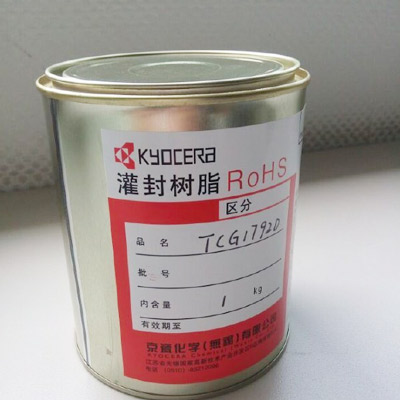 KYOCERA
灌封树脂 RoHS
区分
品名 TCG1792D
批号
内含量 1 kg
有效期至
京瓷化学(无锡)有限公司